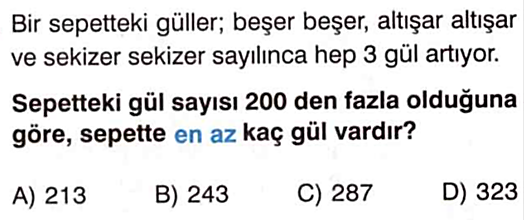 Bir sepetteki güller; beşer beşer, altışar altışar
ve sekizer sekizer sayılınca hep 3 gül artıyor.
Sepetteki gül sayısı 200 den fazla olduğuna
göre, sepette en az kaç gül vardır?
A) 213 B) 243 C) 287 D) 323